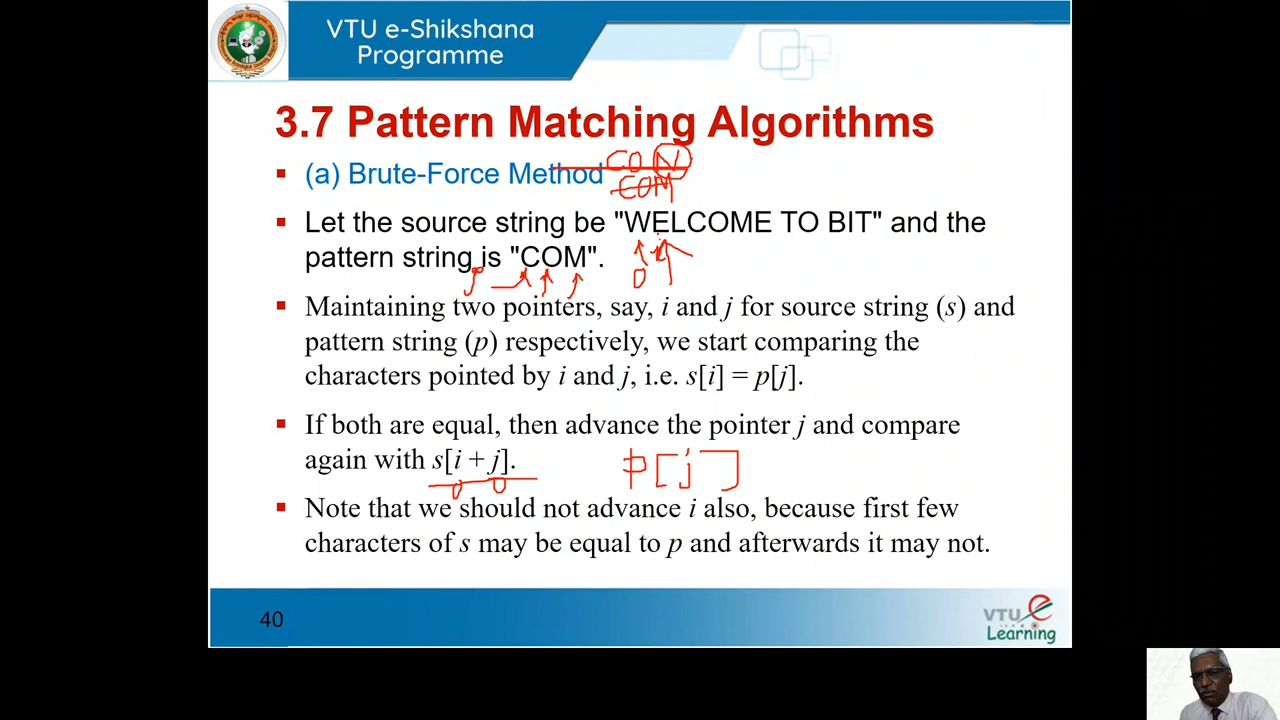 VTU e-Shikshana
Programme
3.7 Pattern Matching Algorithms
(a) Brute-Force Method
CON
COM
Let the source string be "WELCOME TO BIT" and the
pattern string is "COM".
0
j
Maintaining two pointers, say, i and j for source string (s) and
pattern string (p) respectively, we start comparing the
characters pointed by i and j, i.e. s[i] = p[j].
If both are equal, then advance the pointer j and compare
again with s[i + j].
p[j]
0 0
Note that we should not advance i also, because first few
characters of s may be equal to p and afterwards it may not.
40
VTU e
Learning